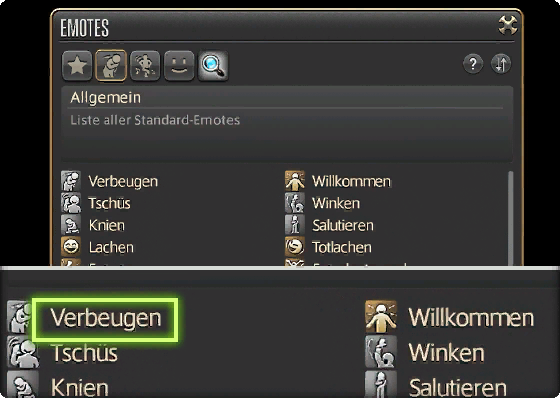 EMOTES
?
Allgemein
Liste aller Standard-Emotes
Verbeugen Willkommen
Tschüs Winken
Knien Salutieren
Lachen Totlachen
Verbeugen Willkommen
Tschüs Winken
Knien Salutieren